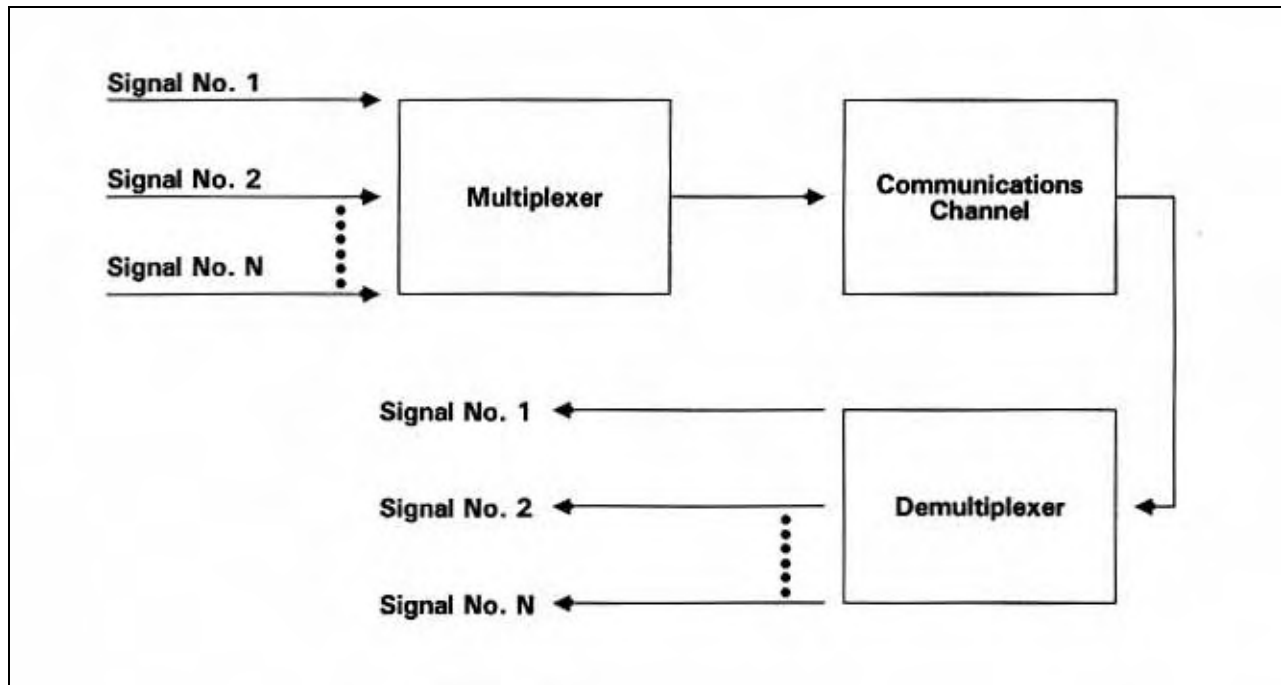 Signal No. 1
Signal No. 2
Signal No. N
Multiplexer
Communications
Channel
Signal No. 1
Signal No. 2
Signal No. N
Demultiplexer